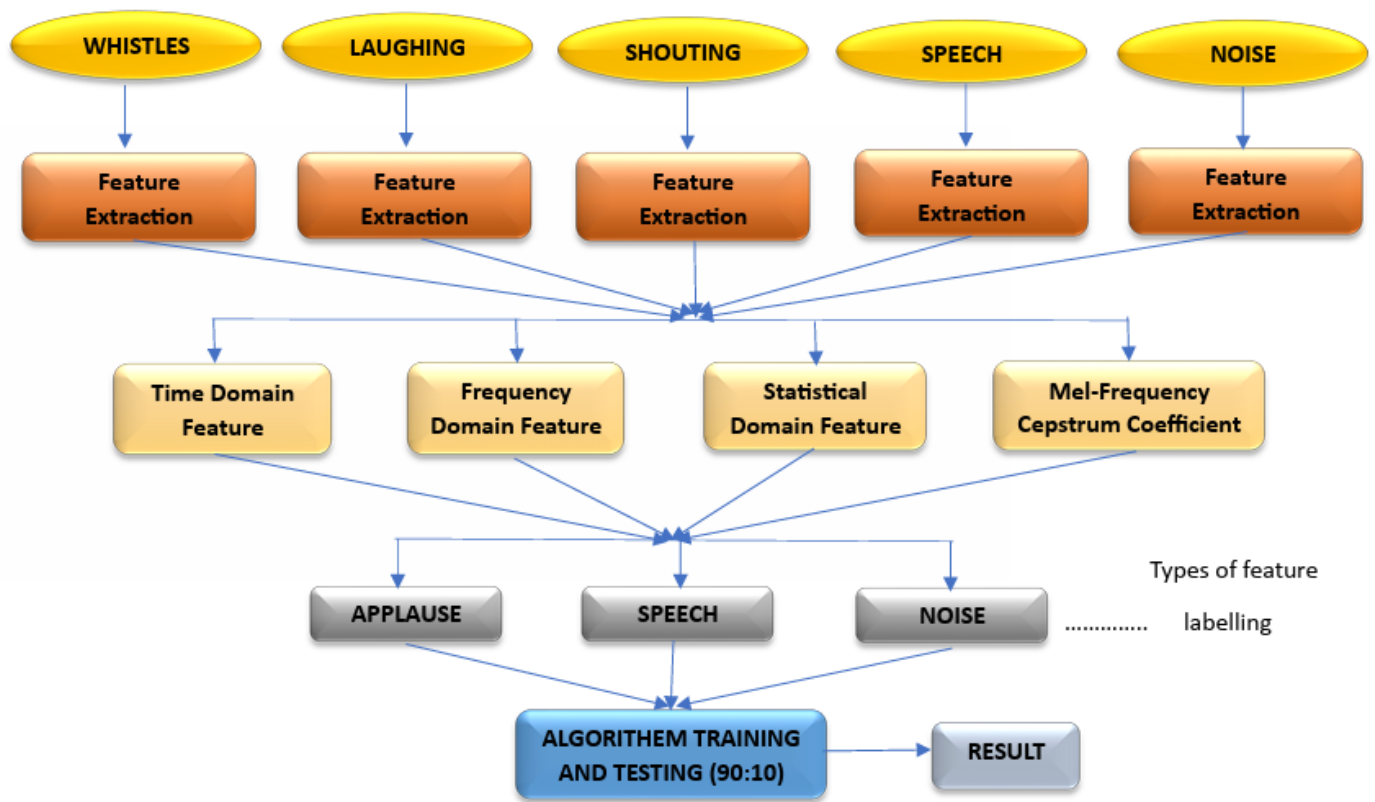 WHISTLES
LAUGHING
SHOUTING
SPEECH
NOISE
Feature
Extraction
Feature
Extraction
Feature
Extraction
Feature
Extraction
Feature
Extraction
Time Domain
Feature
Frequency
Domain Feature
Statistical
Domain Feature
Mel-Frequency
Cepstrum Coefficient
APPLAUSE
SPEECH
NOISE
Types of feature
.............. labelling
ALGORITHEM TRAINING
AND TESTING (90:10)
RESULT